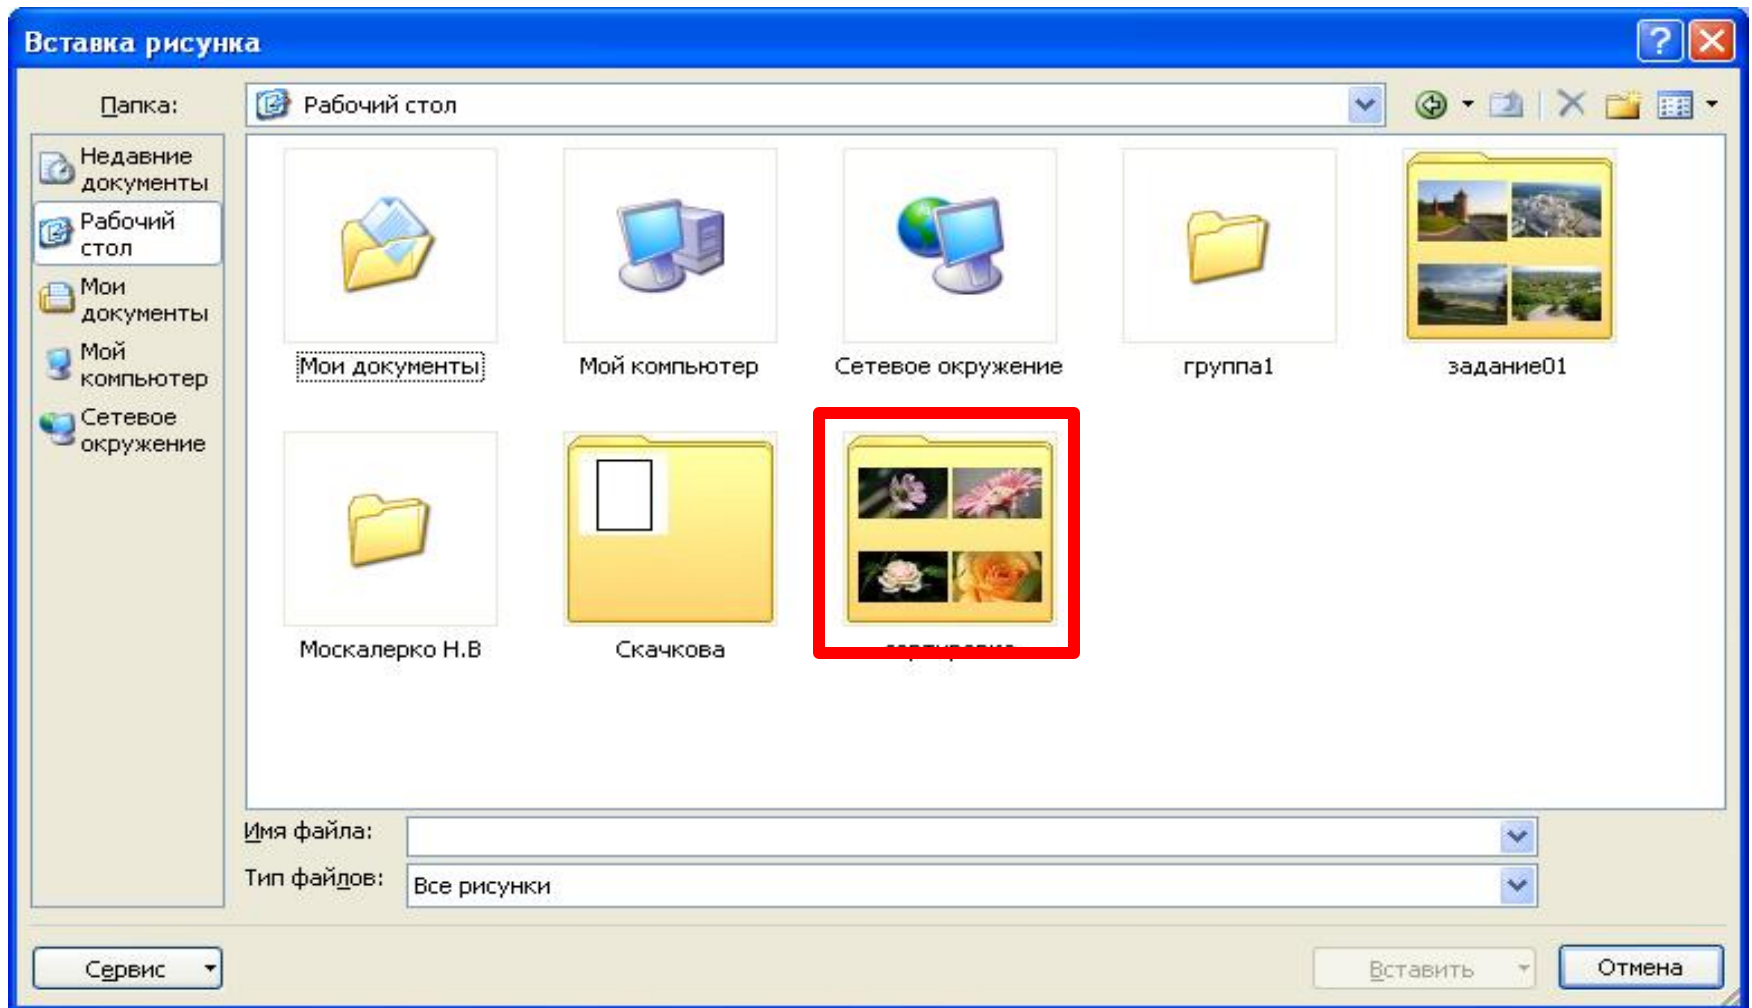 Вставка рисунка
Папка:
Рабочий стол
Недавние
документы
Рабочий
стол
Мои
документы
Мой
компьютер
Сетевое
окружение
Мои документы
Мой компьютер
Сетевое окружение
группа1
задание01
Москалерко Н.В
Скачкова
Имя файла:
Тип файлов:
Все рисунки
Сервис
Вставить
Отмена